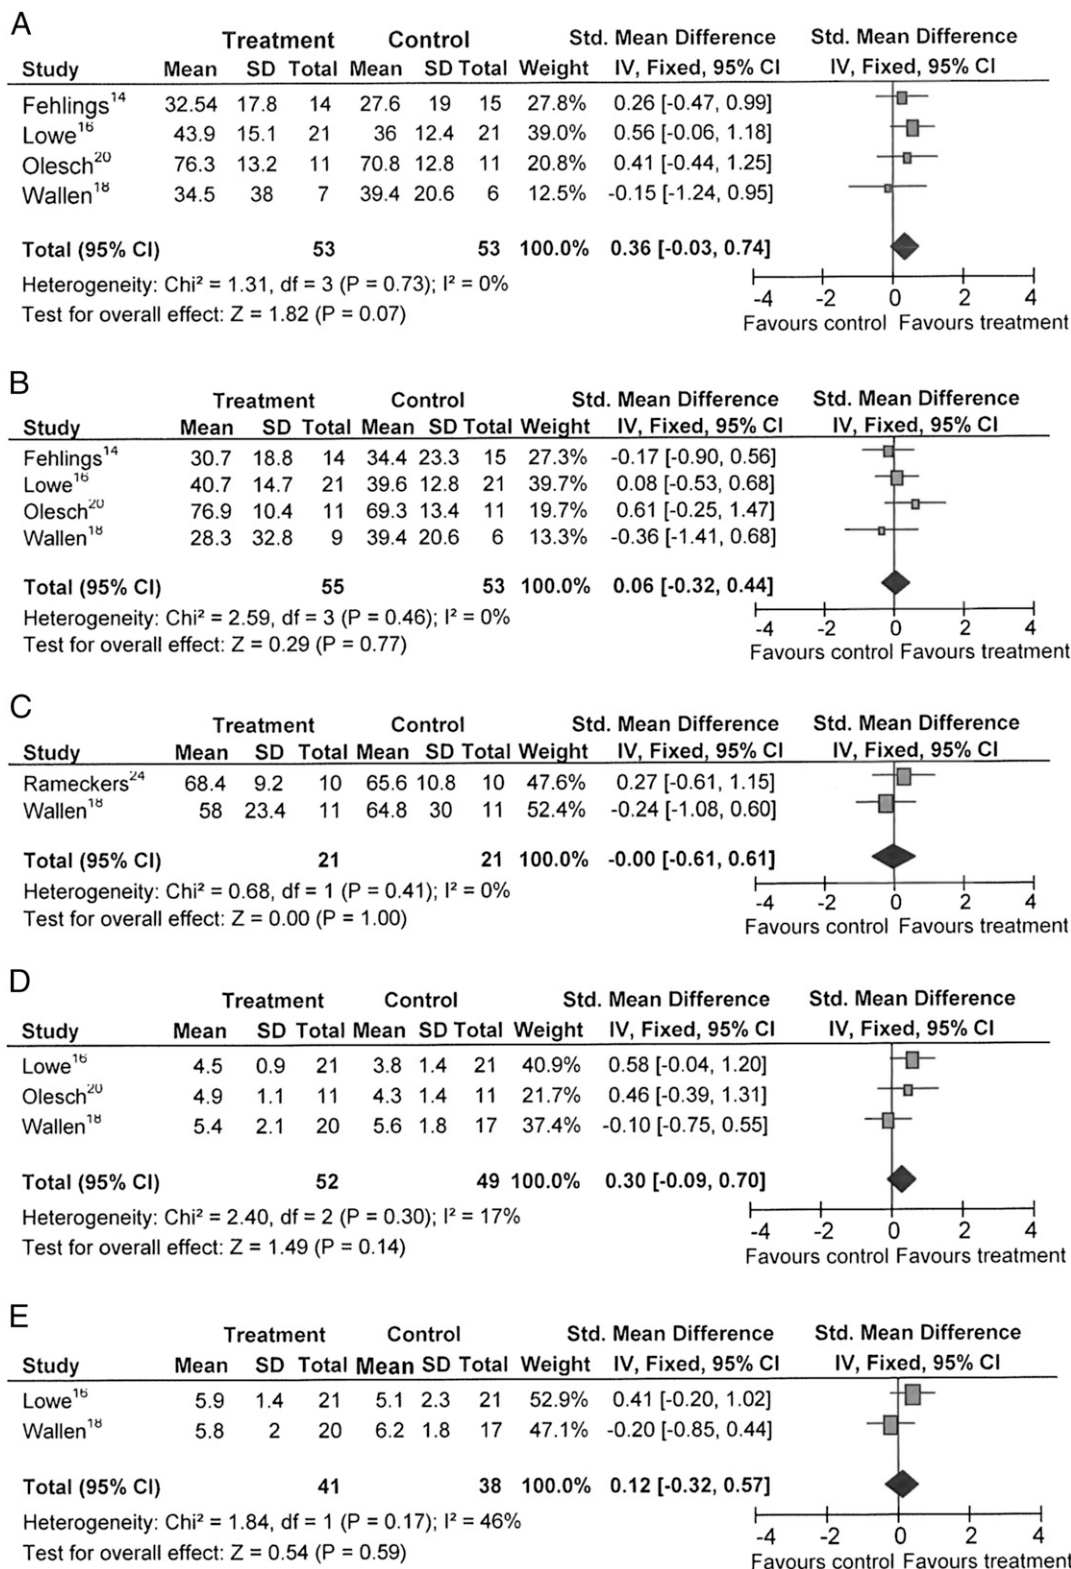 A
Treatment Control Std. Mean Difference Std. Mean Difference
Study Mean SD Total Mean SD Total Weight IV, Fixed, 95% CI IV, Fixed, 95% CI
Fehlings14 32.54 17.8 14 27.6 19 15 27.8% 0.26 [-0.47, 0.99]
Lowe16 43.9 15.1 21 36 12.4 21 39.0% 0.56 [-0.06, 1.18]
Olesch20 76.3 13.2 11 70.8 12.8 11 20.8% 0.41 [-0.44, 1.25]
Wallen18 34.5 38 7 39.4 20.6 6 12.5% -0.15 [-1.24, 0.95]
Total (95% CI) 53 53 100.0% 0.36 [-0.03, 0.74]
Heterogeneity: Chi² = 1.31, df = 3 (P = 0.73); I² = 0%
Test for overall effect: Z = 1.82 (P = 0.07)
-4 -2 0 2 4
Favours control Favours treatment
B
Treatment Control Std. Mean Difference Std. Mean Difference
Study Mean SD Total Mean SD Total Weight IV, Fixed, 95% CI IV, Fixed, 95% CI
Fehlings14 30.7 18.8 14 34.4 23.3 15 27.3% -0.17 [-0.90, 0.56]
Lowe16 40.7 14.7 21 39.6 12.8 21 39.7% 0.08 [-0.53, 0.68]
Olesch20 76.9 10.4 11 69.3 13.4 11 19.7% 0.61 [-0.25, 1.47]
Wallen18 28.3 32.8 9 39.4 20.6 6 13.3% -0.36 [-1.41, 0.68]
Total (95% CI) 55 53 100.0% 0.06 [-0.32, 0.44]
Heterogeneity: Chi² = 2.59, df = 3 (P = 0.46); I² = 0%
Test for overall effect: Z = 0.29 (P = 0.77)
-4 -2 0 2 4
Favours control Favours treatment
C
Treatment Control Std. Mean Difference Std. Mean Difference
Study Mean SD Total Mean SD Total Weight IV, Fixed, 95% CI IV, Fixed, 95% CI
Rameckers24 68.4 9.2 10 65.6 10.8 10 47.6% 0.27 [-0.61, 1.15]
Wallen18 58 23.4 11 64.8 30 11 52.4% -0.24 [-1.08, 0.60]
Total (95% CI) 21 21 100.0% -0.00 [-0.61, 0.61]
Heterogeneity: Chi² = 0.68, df = 1 (P = 0.41); I² = 0%
Test for overall effect: Z = 0.00 (P = 1.00)
-4 -2 0 2 4
Favours control Favours treatment
D
Treatment Control Std. Mean Difference Std. Mean Difference
Study Mean SD Total Mean SD Total Weight IV, Fixed, 95% CI IV, Fixed, 95% CI
Lowe16 4.5 0.9 21 3.8 1.4 21 40.9% 0.58 [-0.04, 1.20]
Olesch20 4.9 1.1 11 4.3 1.4 11 21.7% 0.46 [-0.39, 1.31]
Wallen18 5.4 2.1 20 5.6 1.8 17 37.4% -0.10 [-0.75, 0.55]
Total (95% CI) 52 49 100.0% 0.30 [-0.09, 0.70]
Heterogeneity: Chi² = 2.40, df = 2 (P = 0.30); I² = 17%
Test for overall effect: Z = 1.49 (P = 0.14)
-4 -2 0 2 4
Favours control Favours treatment
E
Treatment Control Std. Mean Difference Std. Mean Difference
Study Mean SD Total Mean SD Total Weight IV, Fixed, 95% CI IV, Fixed, 95% CI
Lowe16 5.9 1.4 21 5.1 2.3 21 52.9% 0.41 [-0.20, 1.02]
Wallen18 5.8 2 20 6.2 1.8 17 47.1% -0.20 [-0.85, 0.44]
Total (95% CI) 41 38 100.0% 0.12 [-0.32, 0.57]
Heterogeneity: Chi² = 1.84, df = 1 (P = 0.17); I² = 46%
Test for overall effect: Z = 0.54 (P = 0.59)
-4 -2 0 2 4
Favours control Favours treatment